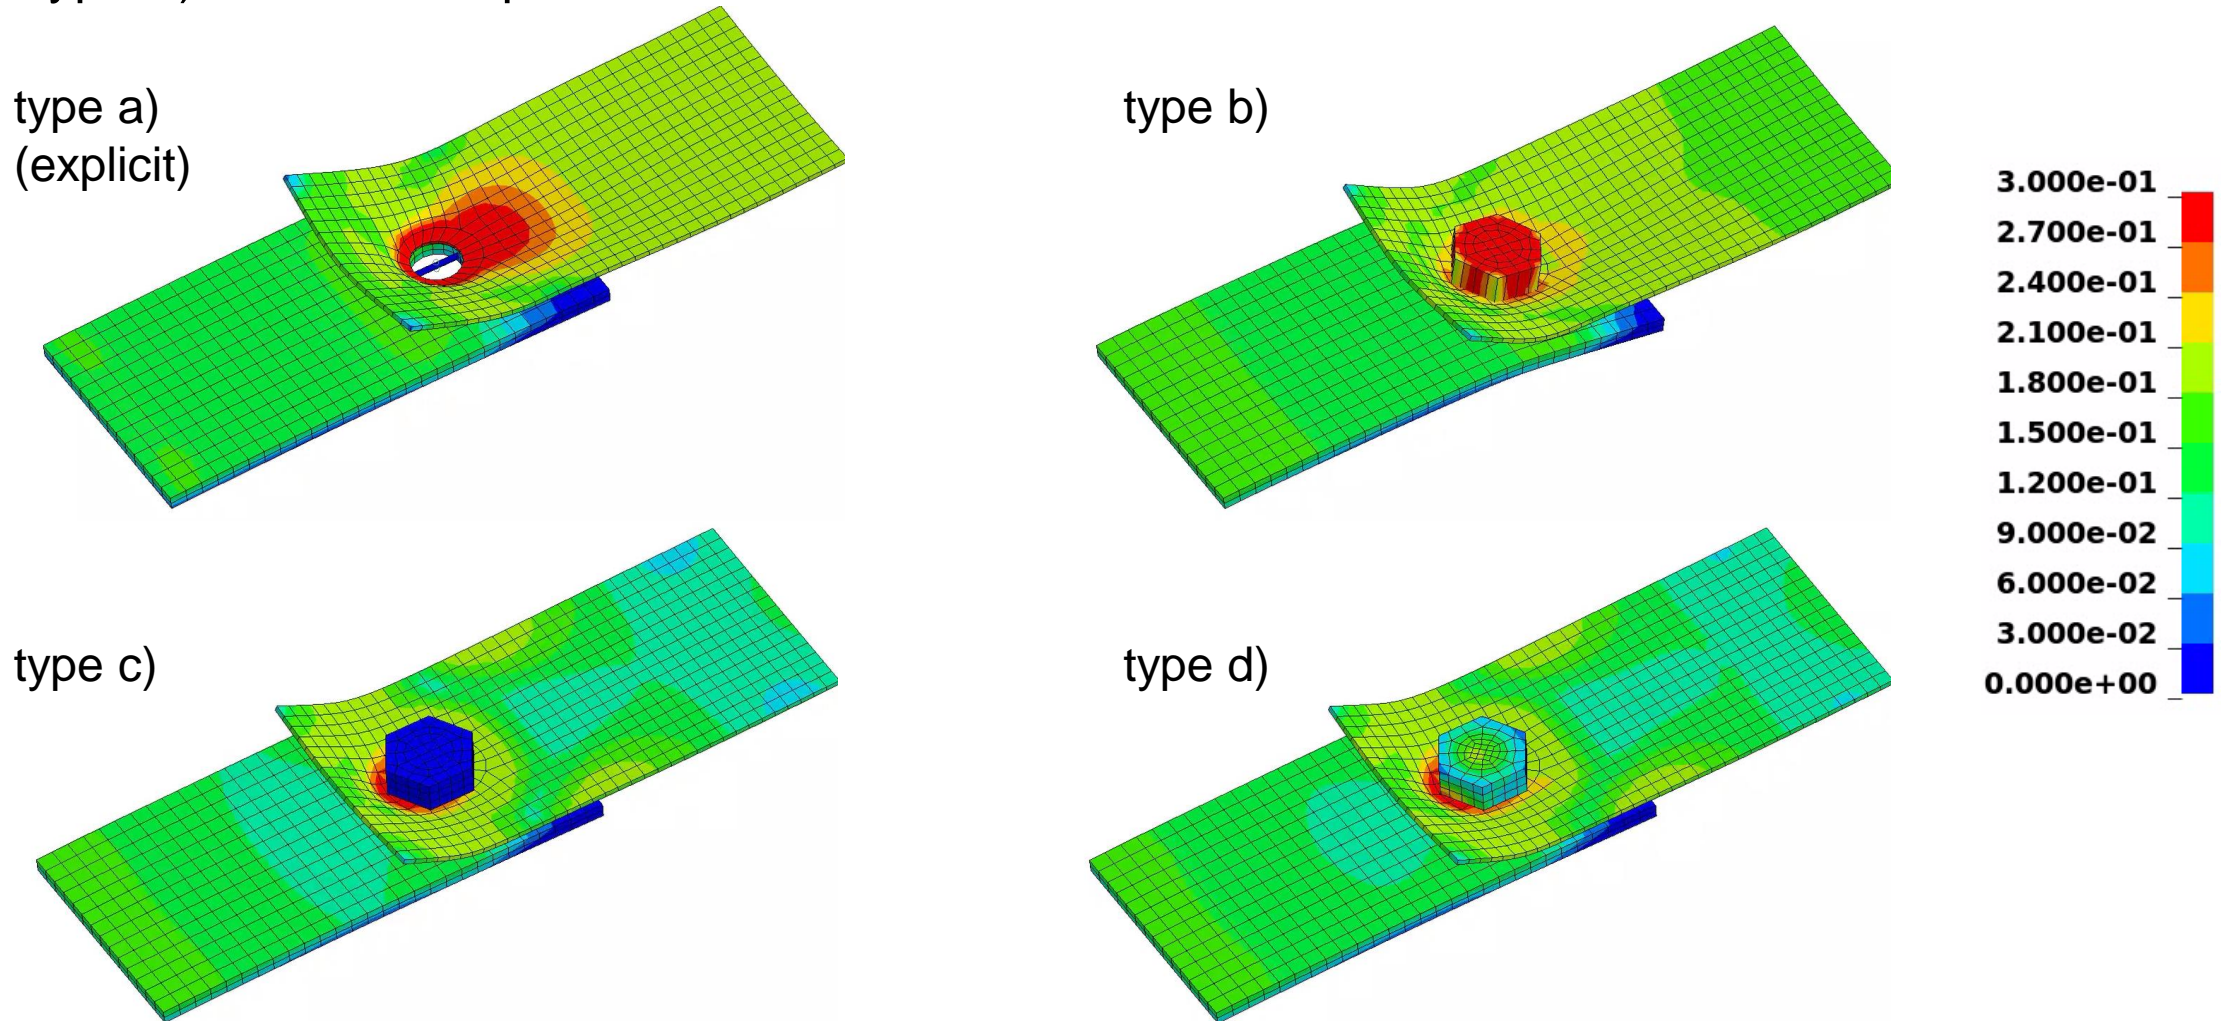 type a)
(explicit)
type b)
type c)
type d)
3.000e-01
2.700e-01
2.400e-01
2.100e-01
1.800e-01
1.500e-01
1.200e-01
9.000e-02
6.000e-02
3.000e-02
0.000e+00